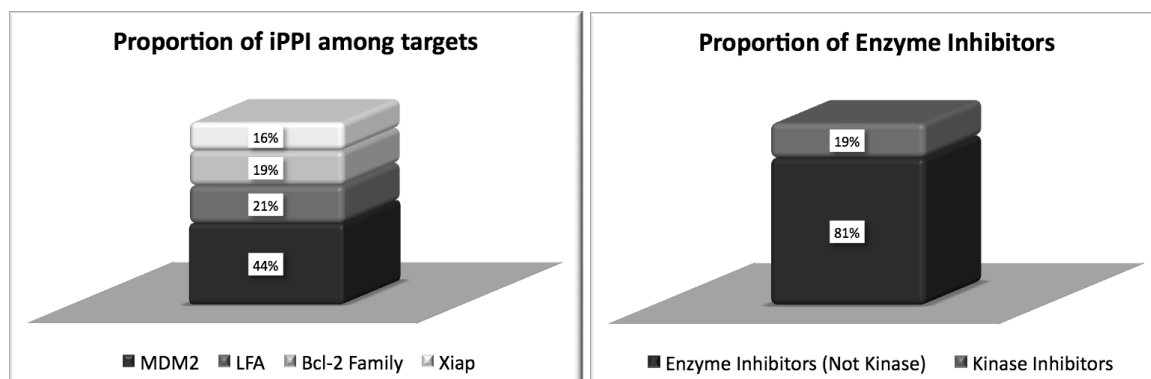 Proportion of iPPI among targets
16%
19%
21%
44%
MDM2 LFA Bcl-2 Family Xiap
Proportion of Enzyme Inhibitors
19%
81%
Enzyme Inhibitors (Not Kinase) Kinase Inhibitors